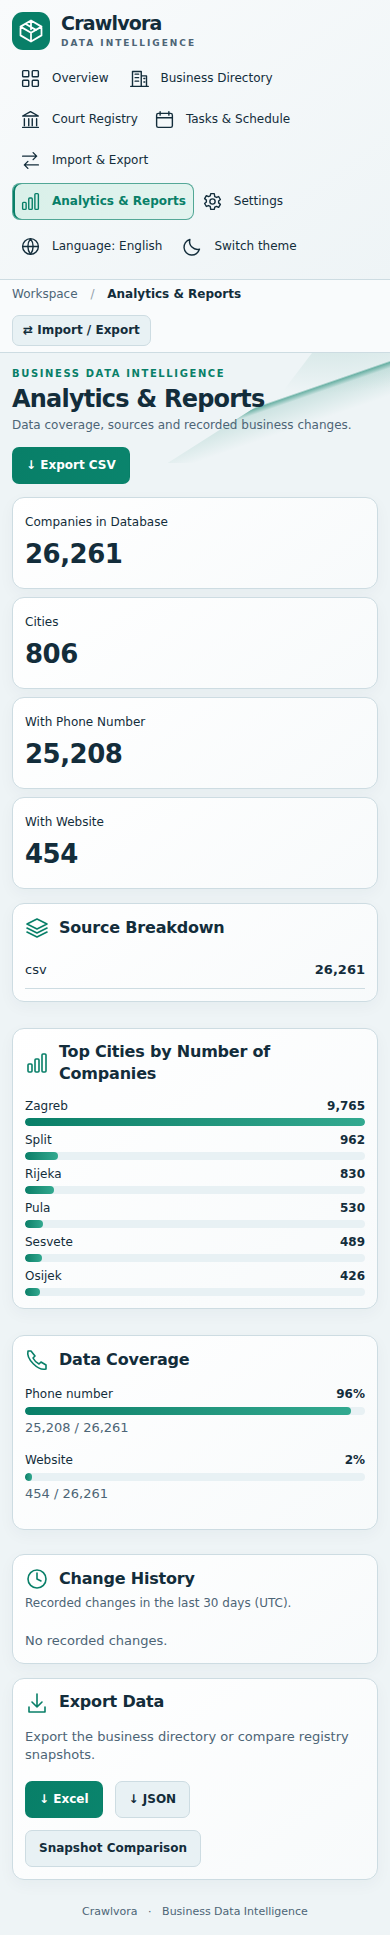 Crawlvora
DATA INTELLIGENCE
Overview
Business Directory
Court Registry
Tasks & Schedule
Import & Export
Analytics & Reports
Settings
Language: English
Switch theme
Workspace / Analytics & Reports
⇄ Import / Export
BUSINESS DATA INTELLIGENCE
Analytics & Reports
Data coverage, sources and recorded business changes.
↓ Export CSV
Companies in Database
26,261
Cities
806
With Phone Number
25,208
With Website
454
Source Breakdown
csv 26,261
Top Cities by Number of
Companies
Zagreb 9,765
Split 962
Rijeka 830
Pula 530
Sesvete 489
Osijek 426
Data Coverage
Phone number 96%
25,208 / 26,261
Website 2%
454 / 26,261
Change History
Recorded changes in the last 30 days (UTC).
No recorded changes.
Export Data
Export the business directory or compare registry
snapshots.
↓ Excel
↓ JSON
Snapshot Comparison
Crawlvora · Business Data Intelligence